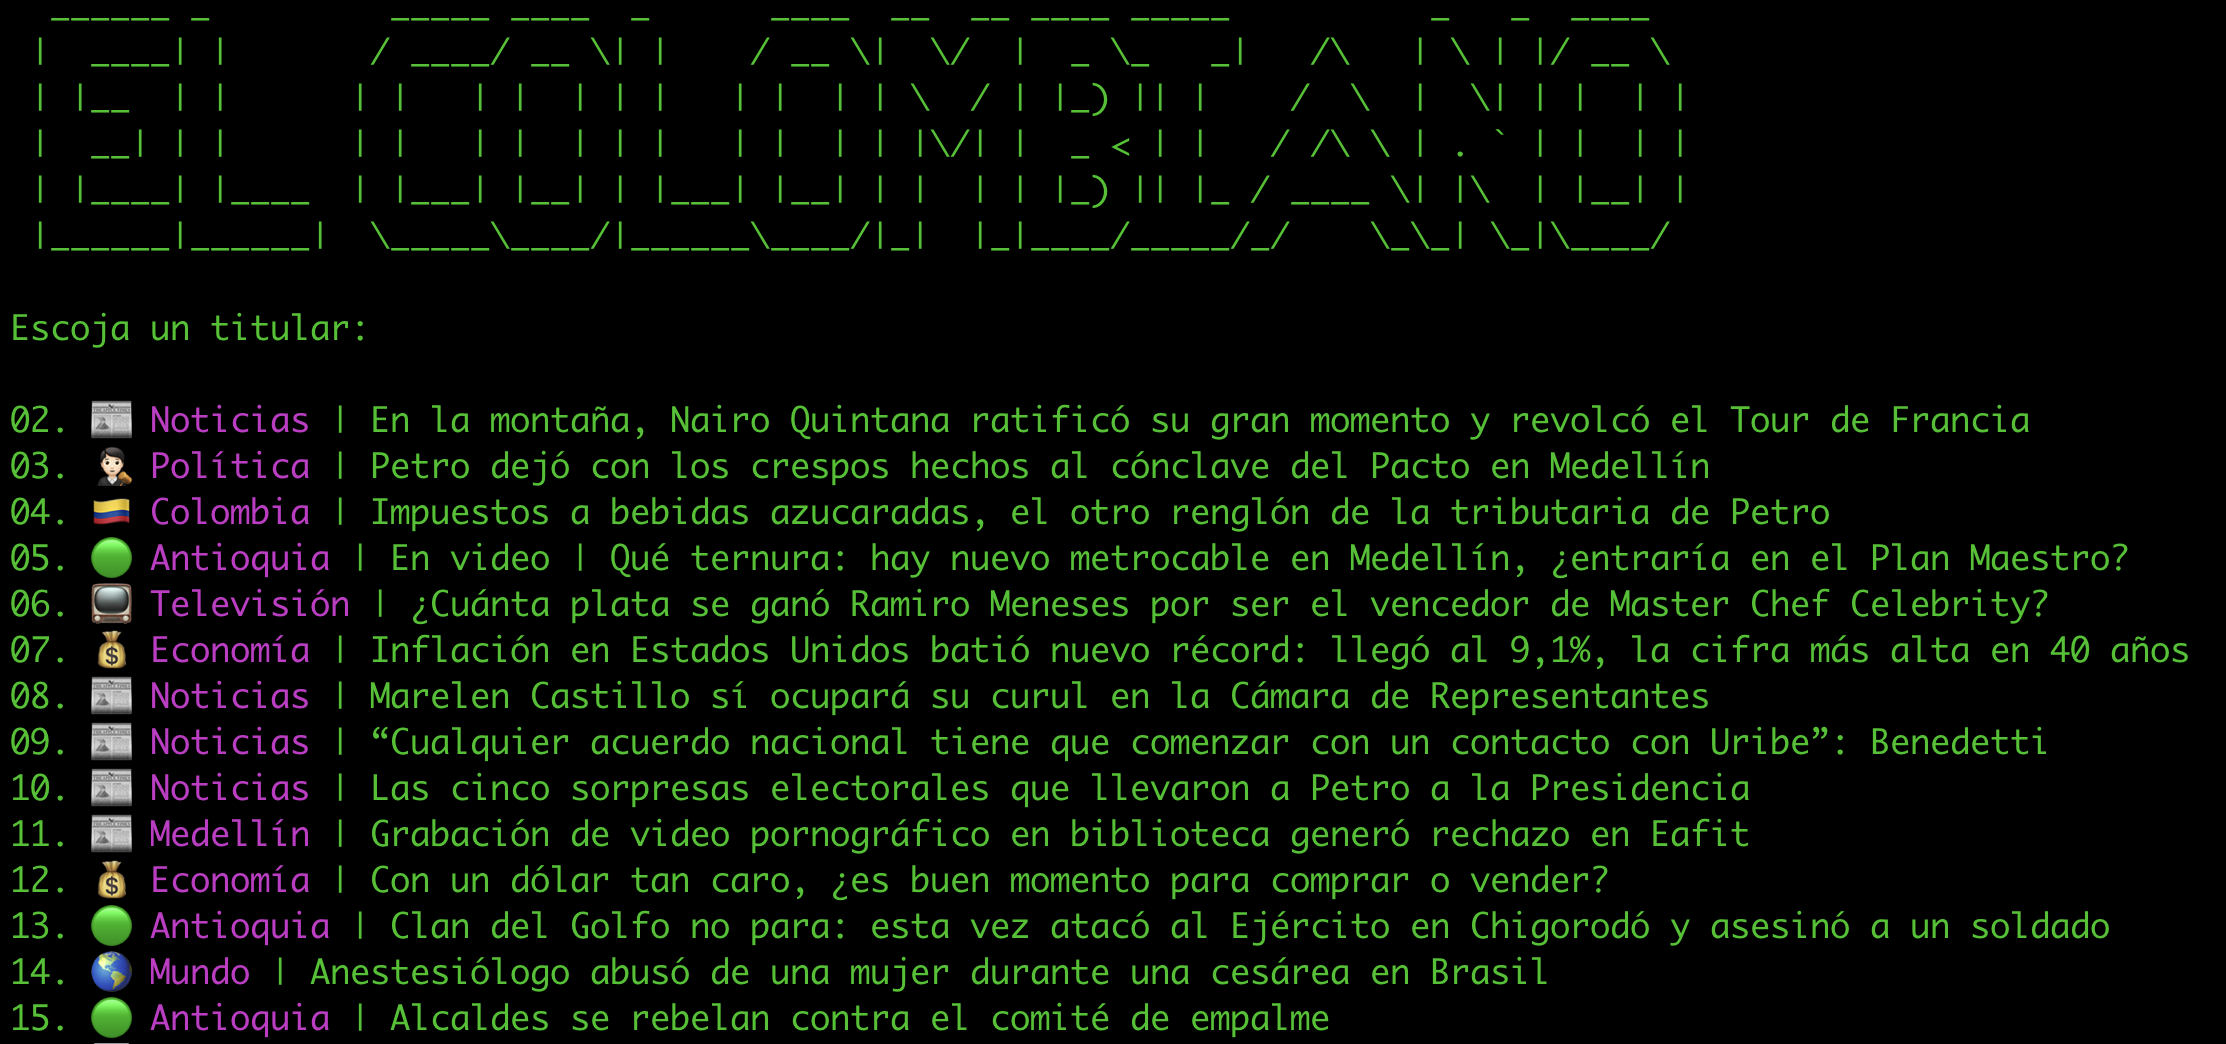 EL COLOMBIANO
Escoja un titular:
02. 📰 Noticias | En la montaña, Nairo Quintana ratificó su gran momento y revolcó el Tour de Francia
03. 🧑🏻‍⚖️ Política | Petro dejó con los crespos hechos al cónclave del Pacto en Medellín
04. 🇨🇴 Colombia | Impuestos a bebidas azucaradas, el otro renglón de la tributaria de Petro
05. 🟢 Antioquia | En video | Qué ternura: hay nuevo metrocable en Medellín, ¿entraría en el Plan Maestro?
06. 📺 Televisión | ¿Cuánta plata se ganó Ramiro Meneses por ser el vencedor de Master Chef Celebrity?
07. 💰 Economía | Inflación en Estados Unidos batió nuevo récord: llegó al 9,1%, la cifra más alta en 40 años
08. 📰 Noticias | Marelen Castillo sí ocupará su curul en la Cámara de Representantes
09. 📰 Noticias | “Cualquier acuerdo nacional tiene que comenzar con un contacto con Uribe”: Benedetti
10. 📰 Noticias | Las cinco sorpresas electorales que llevaron a Petro a la Presidencia
11. 📰 Medellín | Grabación de video pornográfico en biblioteca generó rechazo en Eafit
12. 💰 Economía | Con un dólar tan caro, ¿es buen momento para comprar o vender?
13. 🟢 Antioquia | Clan del Golfo no para: esta vez atacó al Ejército en Chigorodó y asesinó a un soldado
14. 🌎 Mundo | Anestesiólogo abusó de una mujer durante una cesárea en Brasil
15. 🟢 Antioquia | Alcaldes se rebelan contra el comité de empalme